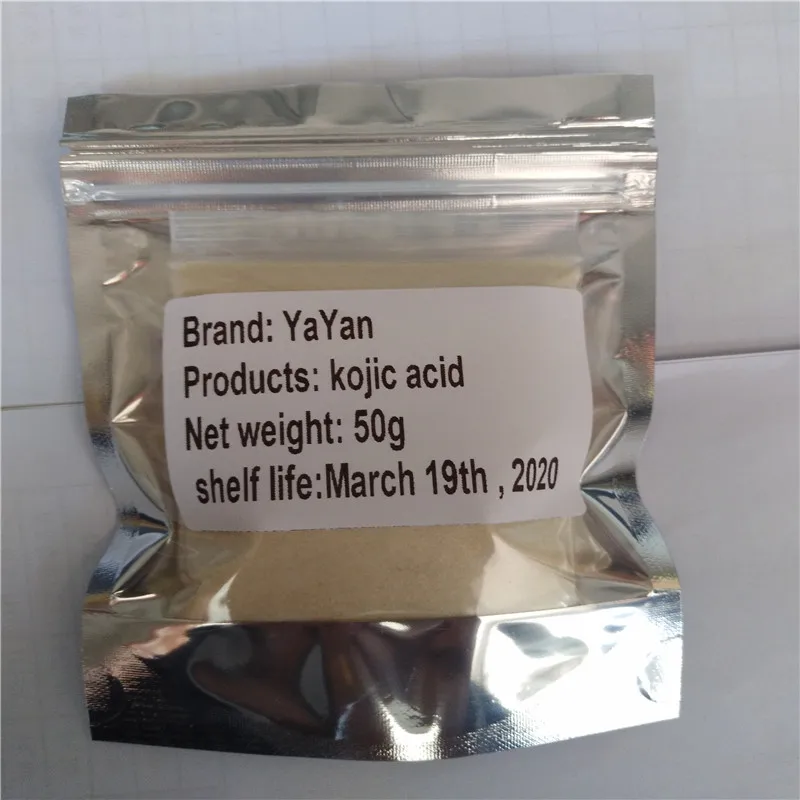 Brand: YaYan
Products: kojic acid
Net weight: 50g
shelf life:March 19th , 2020